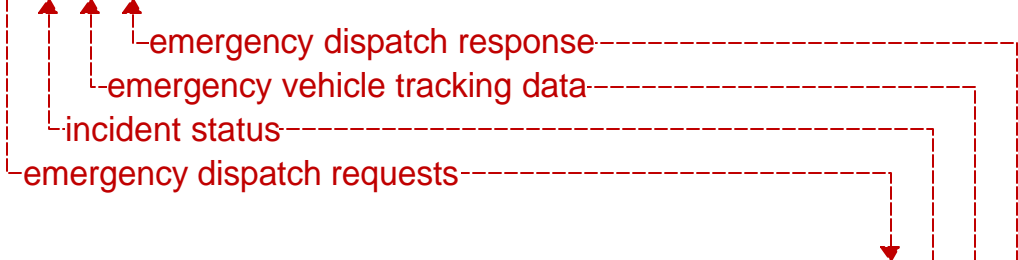 emergency dispatch response
emergency vehicle tracking data
incident status
emergency dispatch requests